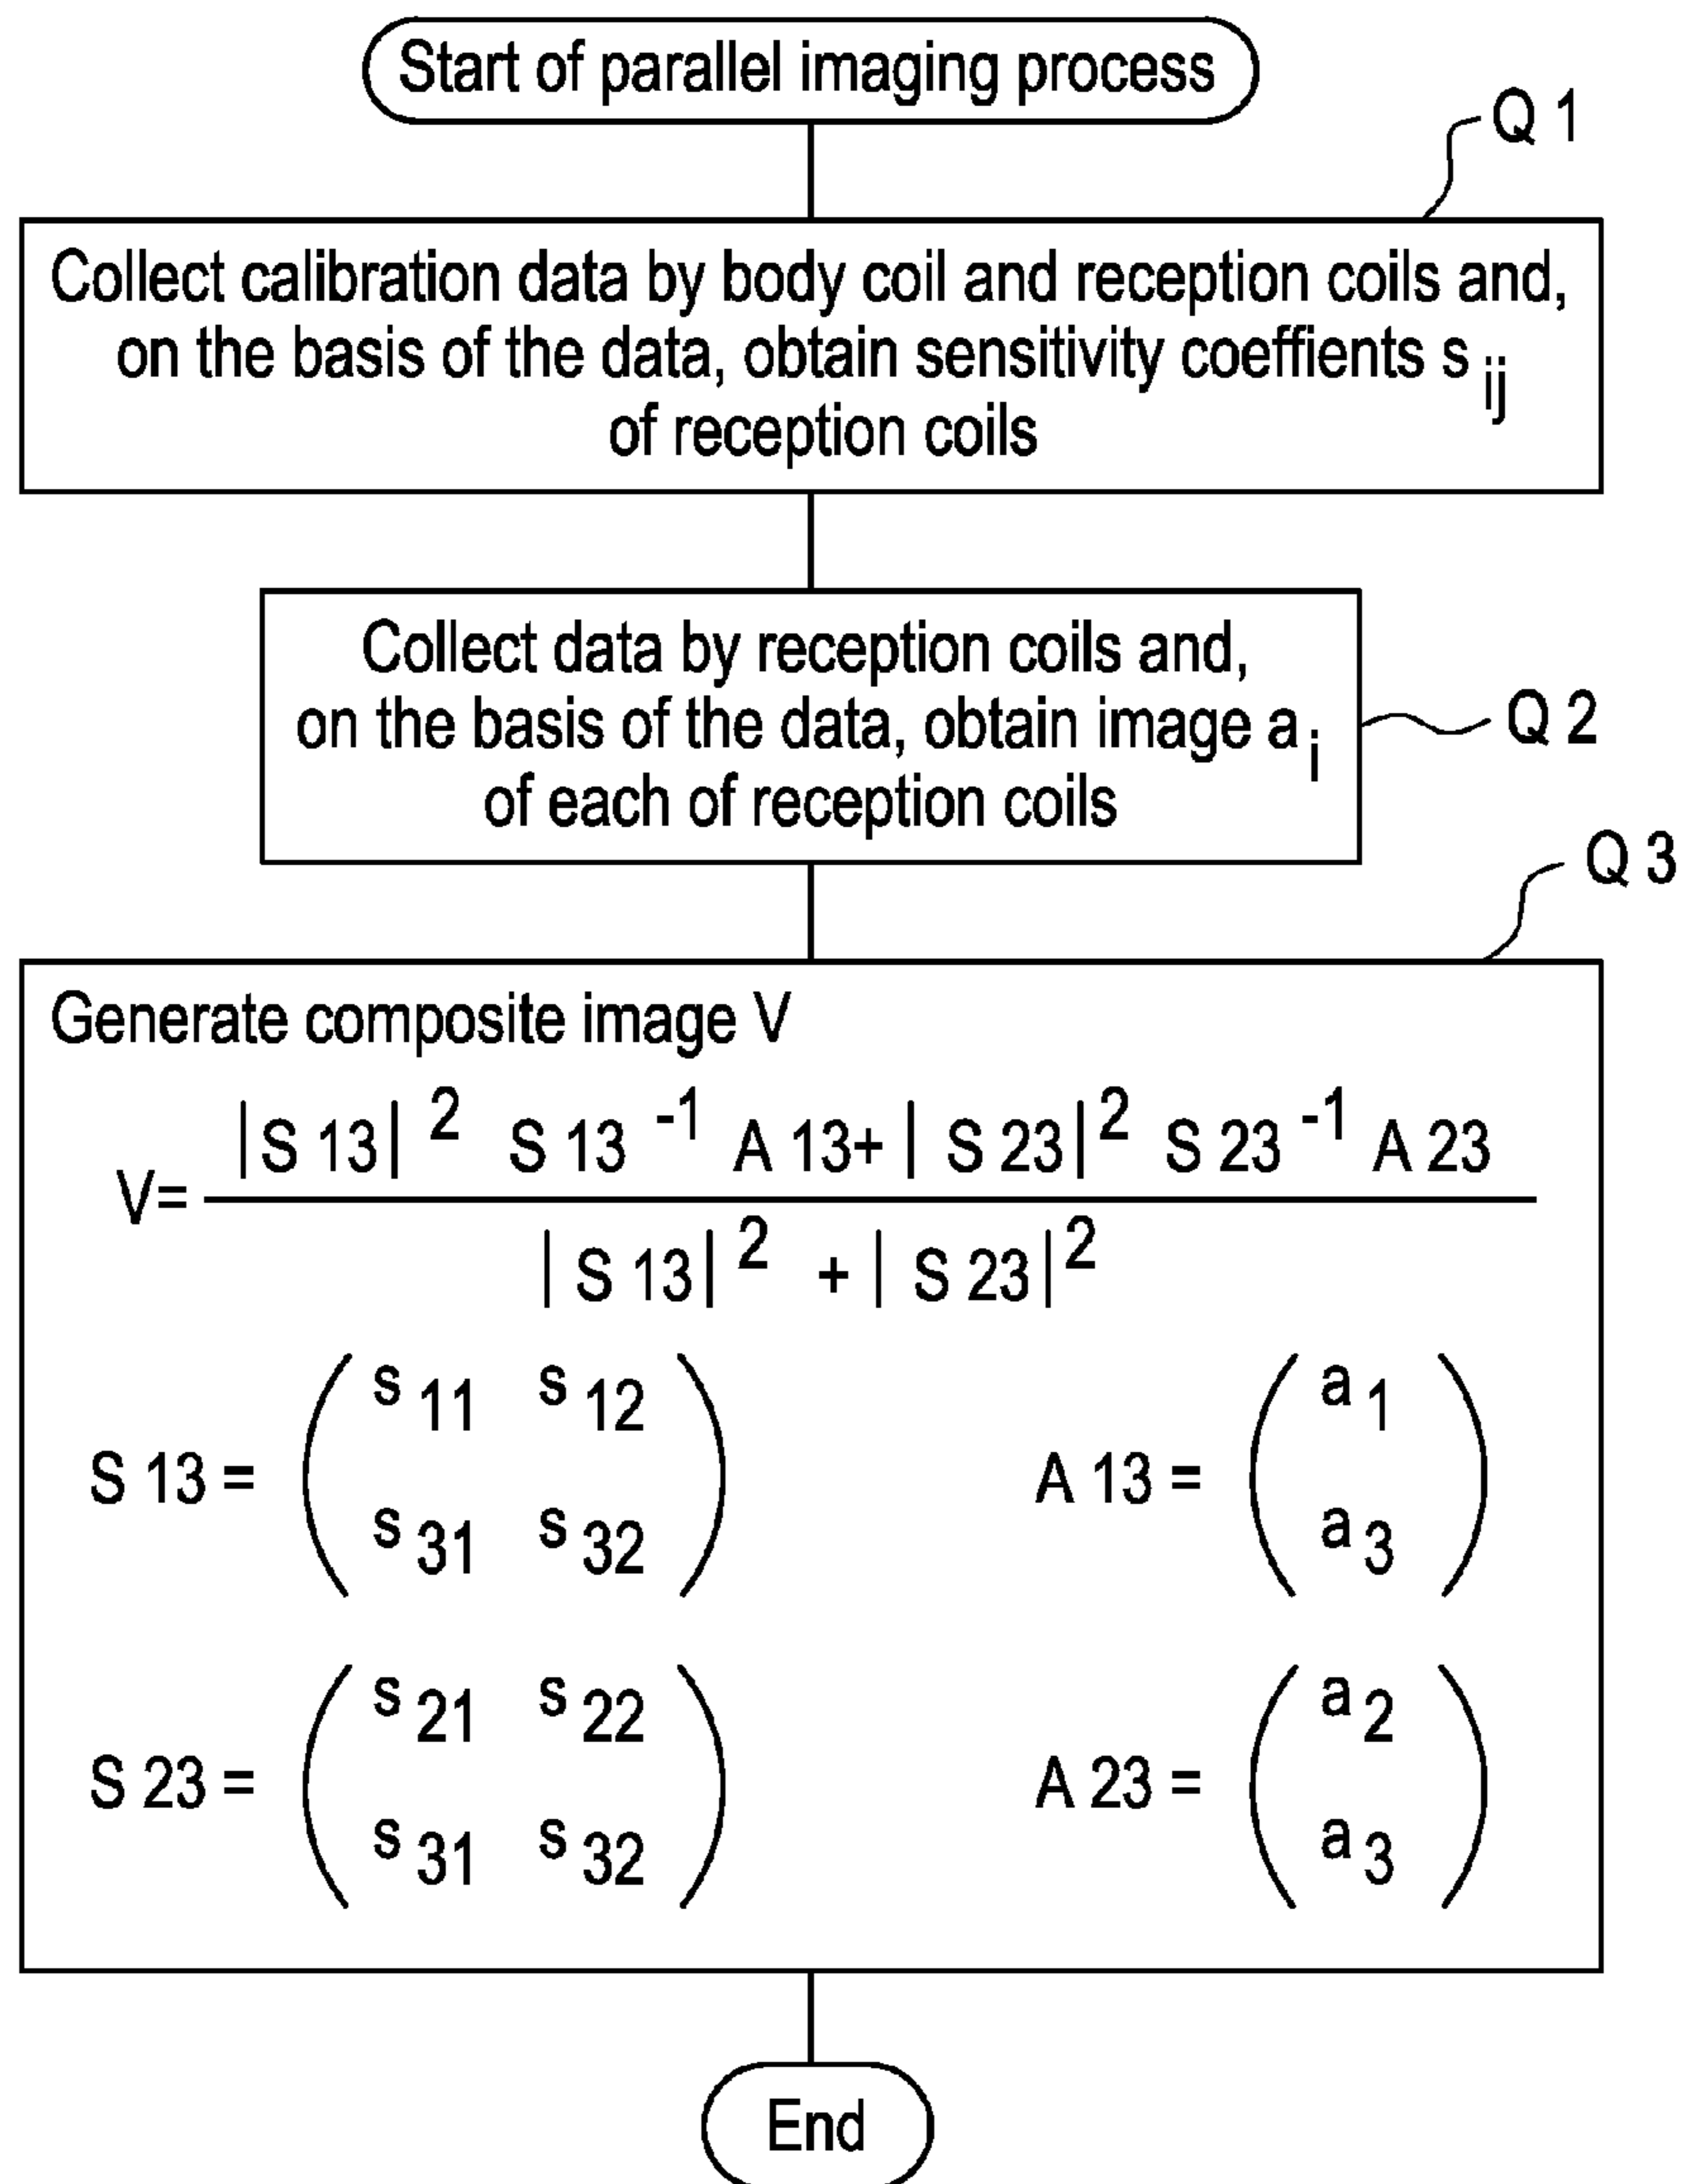 Start of parallel imaging process
Q 1
Collect calibration data by body coil and reception coils and,
on the basis of the data, obtain sensitivity coeffients s ij
of reception coils
Collect data by reception coils and,
on the basis of the data, obtain image a i
of each of reception coils
Q 2
Q 3
Generate composite image V
V= |S 13| 2 S 13 -1 A 13+ | S 23| 2 S 23 -1 A 23
| S 13| 2 + | S 23| 2
s 11 s 12
S 13 =
s 31 s 32
a 1
A 13 =
a 3
s 21 s 22
S 23 =
s 31 s 32
a 2
A 23 =
a 3
End